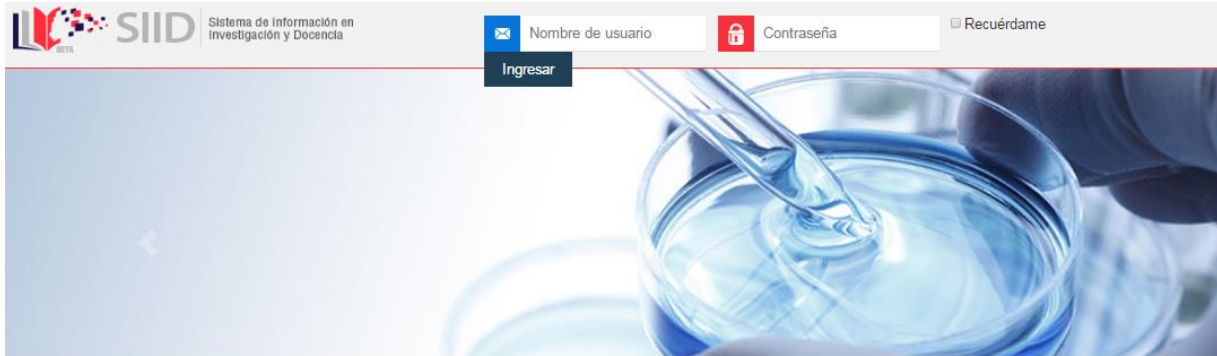 SIID
BETA
Sistema de Información en
Investigación y Docencia
Nombre de usuario
Contraseña
Recuérdame
Ingresar